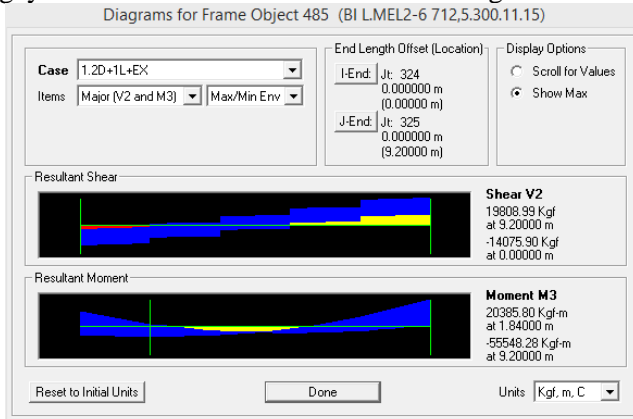 Diagrams for Frame Object 485 (BI L.MEL2-6 712,5.300.11.15)
Case 1.2D+1L+EX
Items Major (V2 and M3) Max/Min Env
End Length Offset (Location)
I-End: Jt: 324
0.000000 m
(0.00000 m)
J-End: Jt: 325
0.000000 m
(9.20000 m)
Display Options
Scroll for Values
Show Max
Resultant Shear
Shear V2
19808.99 Kgf
at 9.20000 m
-14075.90 Kgf
at 0.00000 m
Resultant Moment
Moment M3
20385.80 Kgf-m
at 1.84000 m
-55548.28 Kgf-m
at 9.20000 m
Reset to Initial Units
Done
Units Kgf, m, C